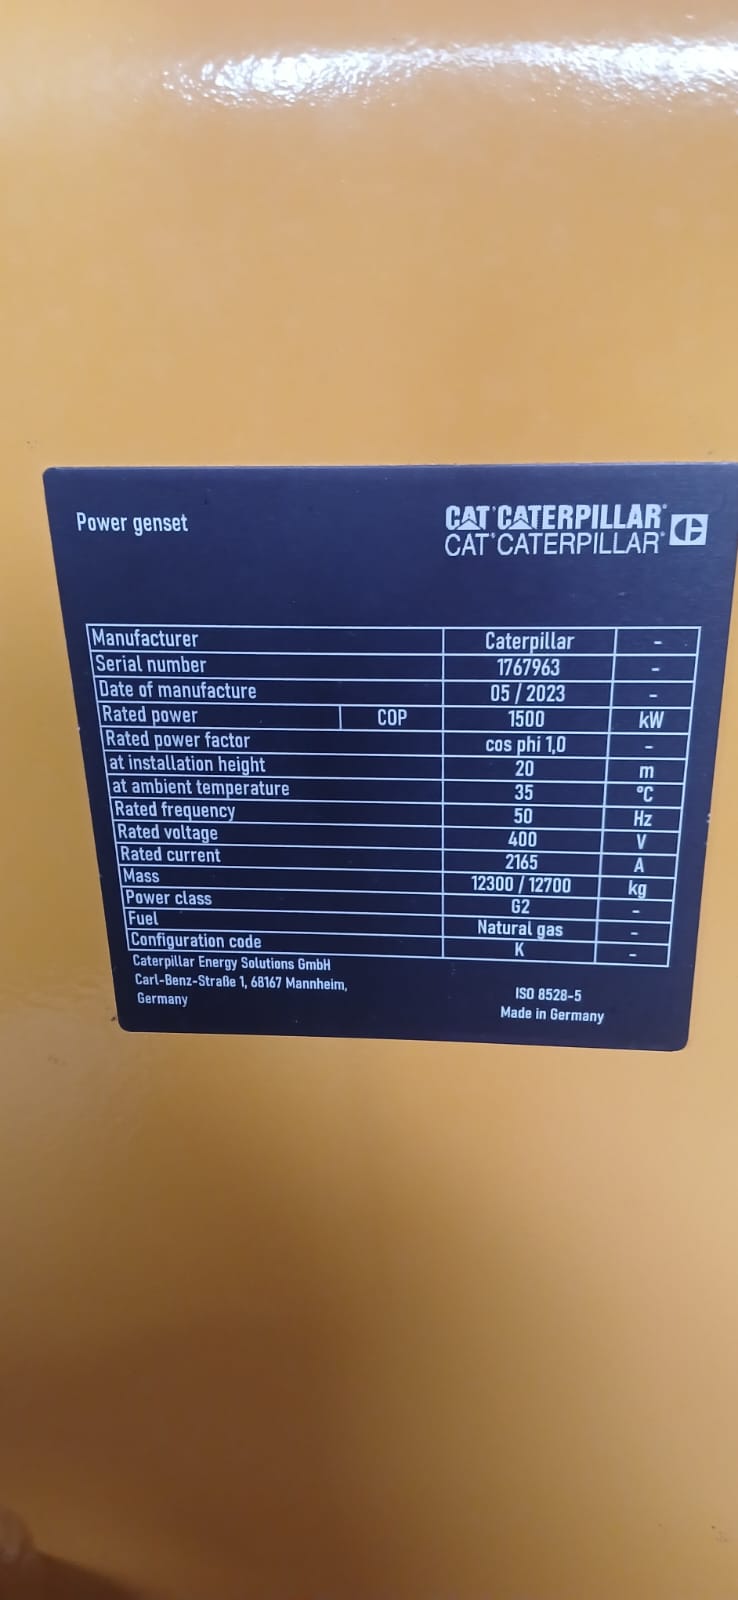 Power genset
CAT CATERPILLAR
CAT CATERPILLAR
Manufacturer Caterpillar -
Serial number 1767963 -
Date of manufacture 05 / 2023 -
Rated power COP 1500 kW
Rated power factor cos phi 1,0 -
at installation height 20 m
at ambient temperature 35 °C
Rated frequency 50 Hz
Rated voltage 400 V
Rated current 2165 A
Mass 12300 / 12700 kg
Power class G2 -
Fuel Natural gas -
Configuration code K -
Caterpillar Energy Solutions GmbH
Carl-Benz-Straße 1, 68167 Mannheim,
Germany
ISO 8528-5
Made in Germany